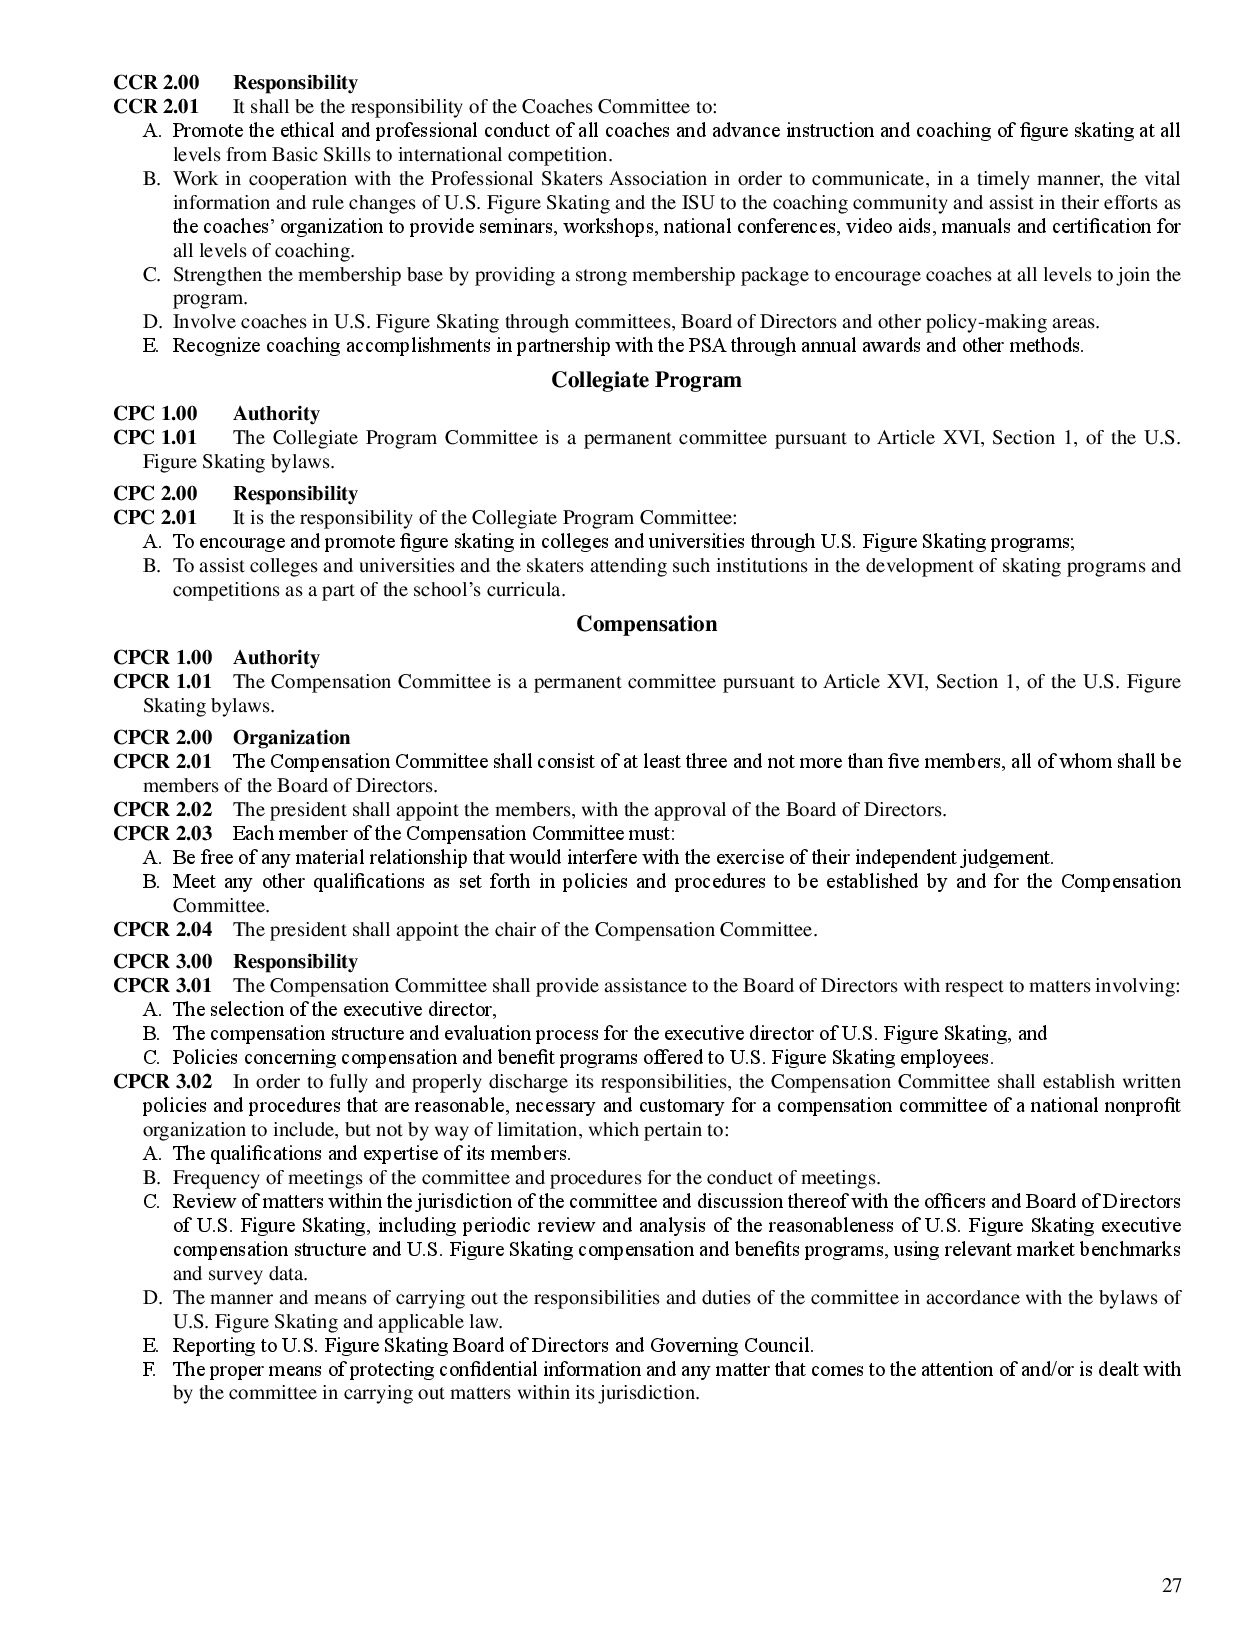 CCR 2.00 Responsibility
CCR 2.01 It shall be the responsibility of the Coaches Committee to:
A. Promote the ethical and professional conduct of all coaches and advance instruction and coaching of figure skating at all
levels from Basic Skills to international competition.
B. Work in cooperation with the Professional Skaters Association in order to communicate, in a timely manner, the vital
information and rule changes of U.S. Figure Skating and the ISU to the coaching community and assist in their efforts as
the coaches’ organization to provide seminars, workshops, national conferences, video aids, manuals and certification for
all levels of coaching.
C. Strengthen the membership base by providing a strong membership package to encourage coaches at all levels to join the
program.
D. Involve coaches in U.S. Figure Skating through committees, Board of Directors and other policy-making areas.
E. Recognize coaching accomplishments in partnership with the PSA through annual awards and other methods.
Collegiate Program
CPC 1.00 Authority
CPC 1.01 The Collegiate Program Committee is a permanent committee pursuant to Article XVI, Section 1, of the U.S.
Figure Skating bylaws.
CPC 2.00 Responsibility
CPC 2.01 It is the responsibility of the Collegiate Program Committee:
A. To encourage and promote figure skating in colleges and universities through U.S. Figure Skating programs;
B. To assist colleges and universities and the skaters attending such institutions in the development of skating programs and
competitions as a part of the school’s curricula.
Compensation
CPCR 1.00 Authority
CPCR 1.01 The Compensation Committee is a permanent committee pursuant to Article XVI, Section 1, of the U.S. Figure
Skating bylaws.
CPCR 2.00 Organization
CPCR 2.01 The Compensation Committee shall consist of at least three and not more than five members, all of whom shall be
members of the Board of Directors.
CPCR 2.02 The president shall appoint the members, with the approval of the Board of Directors.
CPCR 2.03 Each member of the Compensation Committee must:
A. Be free of any material relationship that would interfere with the exercise of their independent judgement.
B. Meet any other qualifications as set forth in policies and procedures to be established by and for the Compensation
Committee.
CPCR 2.04 The president shall appoint the chair of the Compensation Committee.
CPCR 3.00 Responsibility
CPCR 3.01 The Compensation Committee shall provide assistance to the Board of Directors with respect to matters involving:
A. The selection of the executive director,
B. The compensation structure and evaluation process for the executive director of U.S. Figure Skating, and
C. Policies concerning compensation and benefit programs offered to U.S. Figure Skating employees.
CPCR 3.02 In order to fully and properly discharge its responsibilities, the Compensation Committee shall establish written
policies and procedures that are reasonable, necessary and customary for a compensation committee of a national nonprofit
organization to include, but not by way of limitation, which pertain to:
A. The qualifications and expertise of its members.
B. Frequency of meetings of the committee and procedures for the conduct of meetings.
C. Review of matters within the jurisdiction of the committee and discussion thereof with the officers and Board of Directors
of U.S. Figure Skating, including periodic review and analysis of the reasonableness of U.S. Figure Skating executive
compensation structure and U.S. Figure Skating compensation and benefits programs, using relevant market benchmarks
and survey data.
D. The manner and means of carrying out the responsibilities and duties of the committee in accordance with the bylaws of
U.S. Figure Skating and applicable law.
E. Reporting to U.S. Figure Skating Board of Directors and Governing Council.
F. The proper means of protecting confidential information and any matter that comes to the attention of and/or is dealt with
by the committee in carrying out matters within its jurisdiction.
27